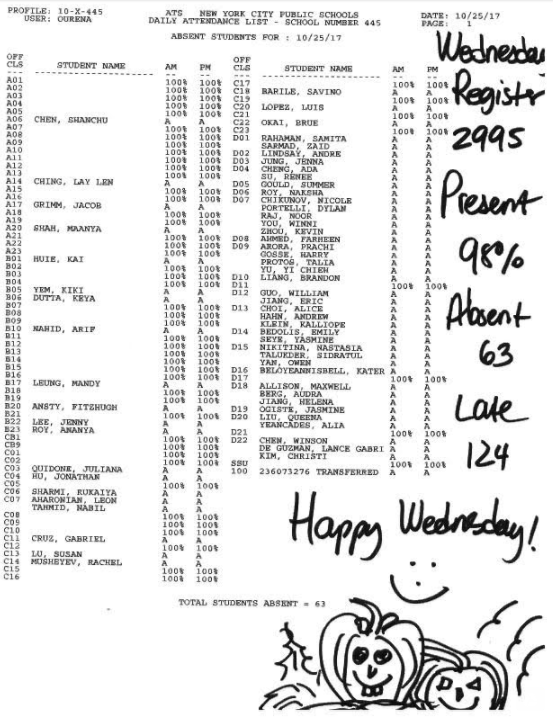 PROFILE: 10-X-445
USER: OURENA
ATS NEW YORK CITY PUBLIC SCHOOLS
DAILY ATTENDANCE LIST - SCHOOL NUMBER 445
DATE: 10/25/17
PAGE: 1
ABSENT STUDENTS FOR : 10/25/17
OFF
CLS STUDENT NAME AM PM
A01 100% 100%
A02 100% 100%
A03 100% 100%
A04 100% 100%
A05 100% 100%
A06 CHEN, SHANCHU A A
A07 100% 100%
A08 100% 100%
A09 100% 100%
A10 100% 100%
A11 100% 100%
A12 100% 100%
A13 100% 100%
A14 CHING, LAY LEN A A
A15 100% 100%
A16 100% 100%
A17 GRIMM, JACOB A A
A18 100% 100%
A19 100% 100%
A20 SHAH, MAANYA A A
A21 100% 100%
A22 100% 100%
A23 100% 100%
B01 HUIE, KAI A A
B02 100% 100%
B03 100% 100%
B04 100% 100%
B05 YEM, KIKI A A
B06 DUTTA, KEYA A A
B07 100% 100%
B08 100% 100%
B09 100% 100%
B10 NAHID, ARIF A A
B11 100% 100%
B12 100% 100%
B13 100% 100%
B14 100% 100%
B15 100% 100%
B16 100% 100%
B17 LEUNG, MANDY A A
B18 100% 100%
B19 100% 100%
B20 ANSTY, FITZHUGH A A
B21 100% 100%
B22 LEE, JENNY A A
B23 ROY, ANANYA A A
CB1 100% 100%
CB9 100% 100%
C01 100% 100%
C02 100% 100%
C03 QUIDONE, JULIANA A A
C04 HU, JONATHAN A A
C05 100% 100%
C06 SHARMI, RUKAIYA A A
C07 AHARONIAN, LEON A A
TAHMID, NABIL A A
C08 100% 100%
C09 100% 100%
C10 100% 100%
C11 CRUZ, GABRIEL A A
C12 100% 100%
C13 LU, SUSAN A A
C14 MUSHEYEV, RACHEL A A
C15 100% 100%
C16 100% 100%
OFF
CLS STUDENT NAME AM PM
C17 100% 100%
C18 BARILE, SAVINO A A
C19 100% 100%
C20 LOPEZ, LUIS A A
C21 100% 100%
C22 OKAI, BRUE A A
C23 100% 100%
D01 RAHAMAN, SAMITA A A
SARMAD, ZAID A A
D02 LINDSAY, ANDRE A A
D03 JUNG, JENNA A A
D04 CHENG, ADA A A
SU, RENEE A A
D05 GOULD, SUMMER A A
D06 ROY, NAKSHA A A
D07 CHIKUNOV, NICOLE A A
PORTELLI, DYLAN A A
RAJ, NOOR A A
YOU, WINNI A A
ZHOU, KEVIN A A
D08 AHMED, FARHEEN A A
D09 ARORA, PRACHI A A
GOSSE, HARRY A A
PROTOS, TALIA A A
YU, YI CHIEH A A
D10 LIANG, BRANDON A A
D11 100% 100%
D12 GUO, WILLIAM A A
JIANG, ERIC A A
D13 CHOI, ALICE A A
HAHN, ANDREW A A
KLEIN, KALLIOPE A A
D14 BEDOLIS, EMILY A A
SEYE, YASMINE A A
D15 NIKITINA, NASTASIA A A
TALUKDER, SIDRATUL A A
YAN, OWEN A A
D16 BELOYEANNISBELL, KATER A A
D17 100% 100%
D18 ALLISON, MAXWELL A A
BERG, AUDRA A A
JIANG, HELENA A A
D19 OGISTE, JASMINE A A
D20 LIU, QUEENA A A
YEANCADES, ALIA A A
D21 100% 100%
D22 CHEN, WINSON A A
DE GUZMAN, LANCE GABRI A A
KIM, CHRISTI A A
SSU 100% 100%
100 236073276 TRANSFERRED A A
TOTAL STUDENTS ABSENT = 63
Wednesday
Register
2995
Present
98%
Absent
63
Late
124
Happy Wednesday!